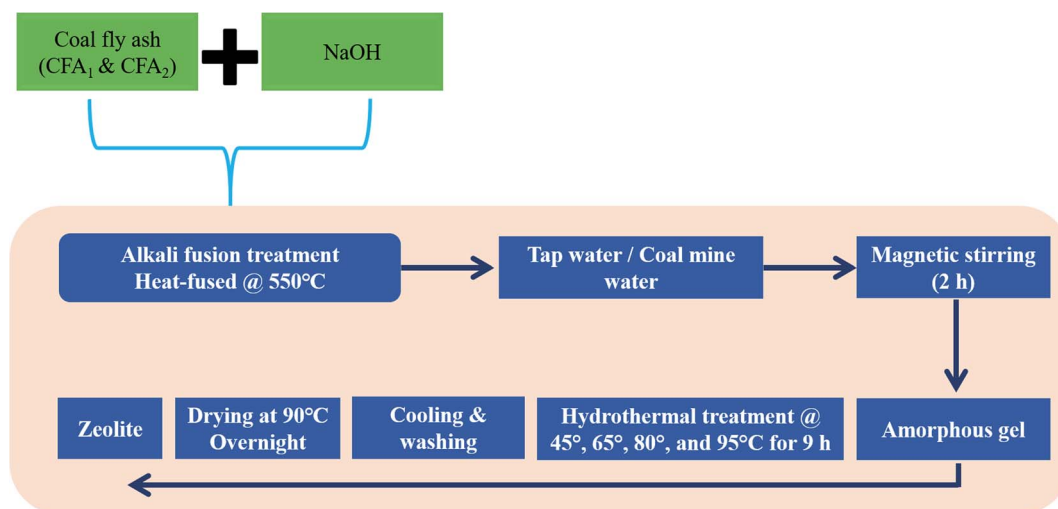 Coal fly ash
(CFA₁ & CFA₂)
NaOH
Alkali fusion treatment
Heat-fused @ 550°C
Tap water / Coal mine
water
Magnetic stirring
(2 h)
Zeolite
Drying at 90°C
Overnight
Cooling &
washing
Hydrothermal treatment @
45°, 65°, 80°, and 95°C for 9 h
Amorphous gel